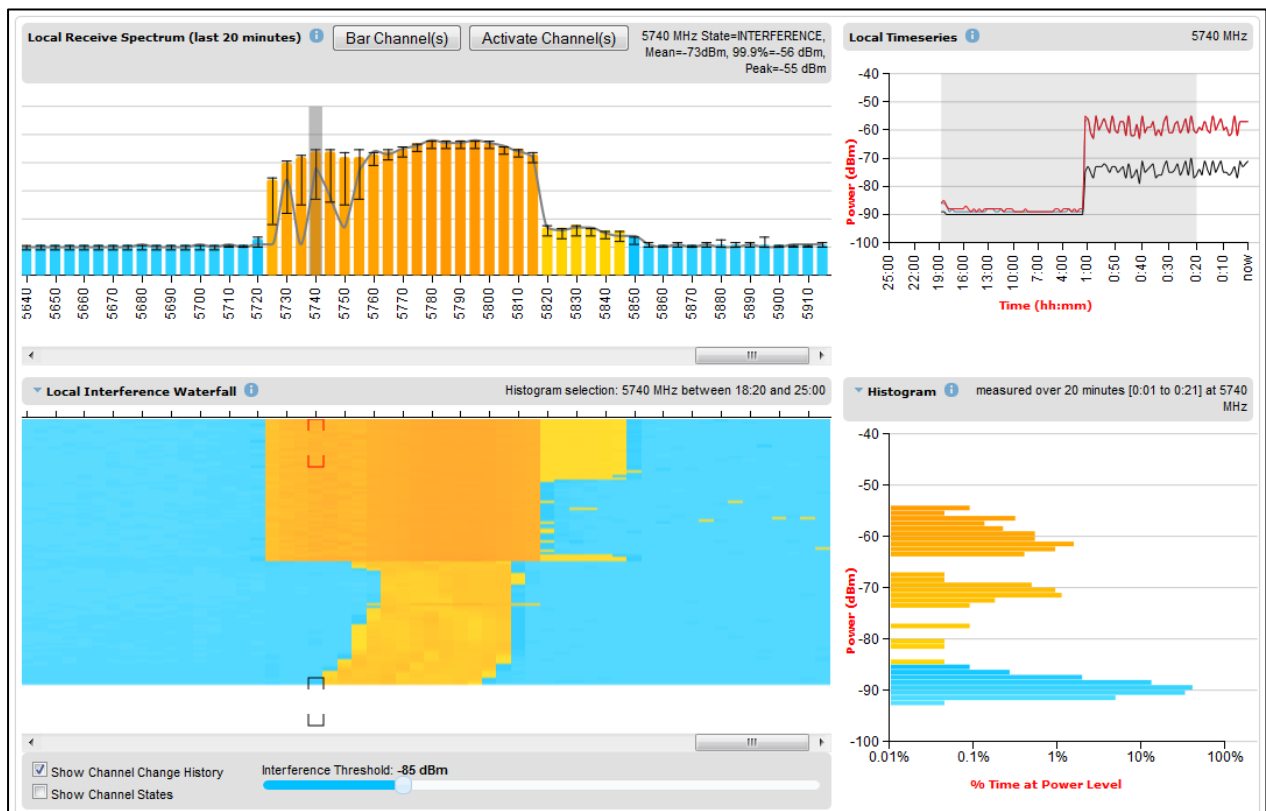 Local Receive Spectrum (last 20 minutes)
Bar Channel(s)
Activate Channel(s)
5740 MHz State=INTERFERENCE,
Mean=-73dBm, 99.9%=-56 dBm,
Peak=-55 dBm
5640
5650
5660
5670
5680
5690
5700
5710
5720
5730
5740
5750
5760
5770
5780
5790
5800
5810
5820
5830
5840
5850
5860
5870
5880
5890
5900
5910
Local Timeseries
5740 MHz
-40
-50
-60
-70
-80
-90
-100
Power (dBm)
25:00
22:00
19:00
16:00
13:00
10:00
7:00
4:00
1:00
0:50
0:40
0:30
0:20
0:10
now
Time (hh:mm)
Local Interference Waterfall
Histogram selection: 5740 MHz between 18:20 and 25:00
Show Channel Change History
Show Channel States
Interference Threshold: -85 dBm
Histogram
measured over 20 minutes [0:01 to 0:21] at 5740
MHz
-40
-50
-60
-70
-80
-90
-100
Power (dBm)
0.01%
0.1%
1%
10%
100%
% Time at Power Level